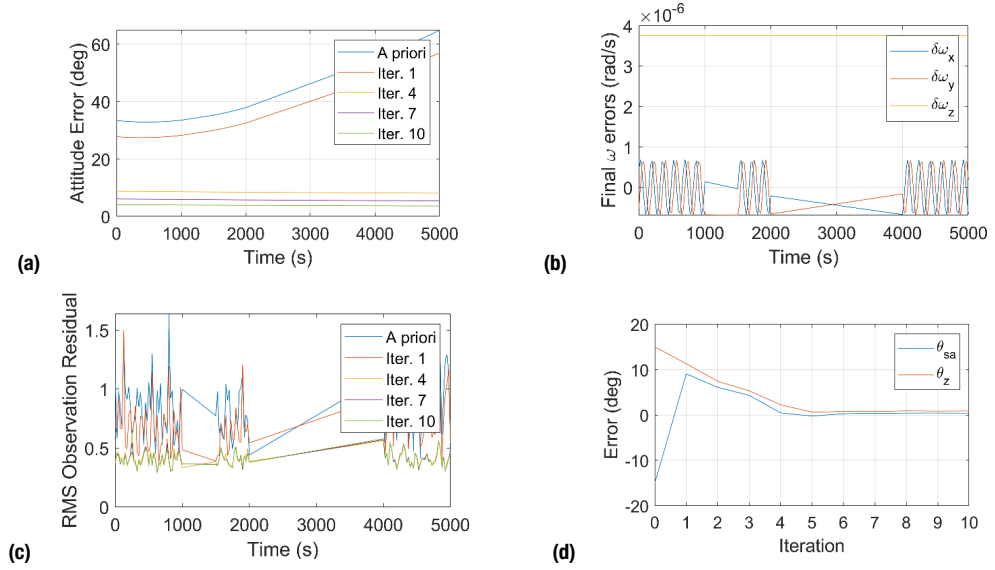 60
40
20
0
Attitude Error (deg)
0 1000 2000 3000 4000 5000
Time (s)
A priori
Iter. 1
Iter. 4
Iter. 7
Iter. 10
(a)
×10⁻⁶
4
3
2
1
0
Final ω errors (rad/s)
0 1000 2000 3000 4000 5000
Time (s)
δωₓ
δω_y
δω_z
(b)
1.5
1
0.5
0
RMS Observation Residual
0 1000 2000 3000 4000 5000
Time (s)
A priori
Iter. 1
Iter. 4
Iter. 7
Iter. 10
(c)
20
10
0
-10
-20
Error (deg)
0 1 2 3 4 5 6 7 8 9 10
Iteration
θ_sa
θ_z
(d)